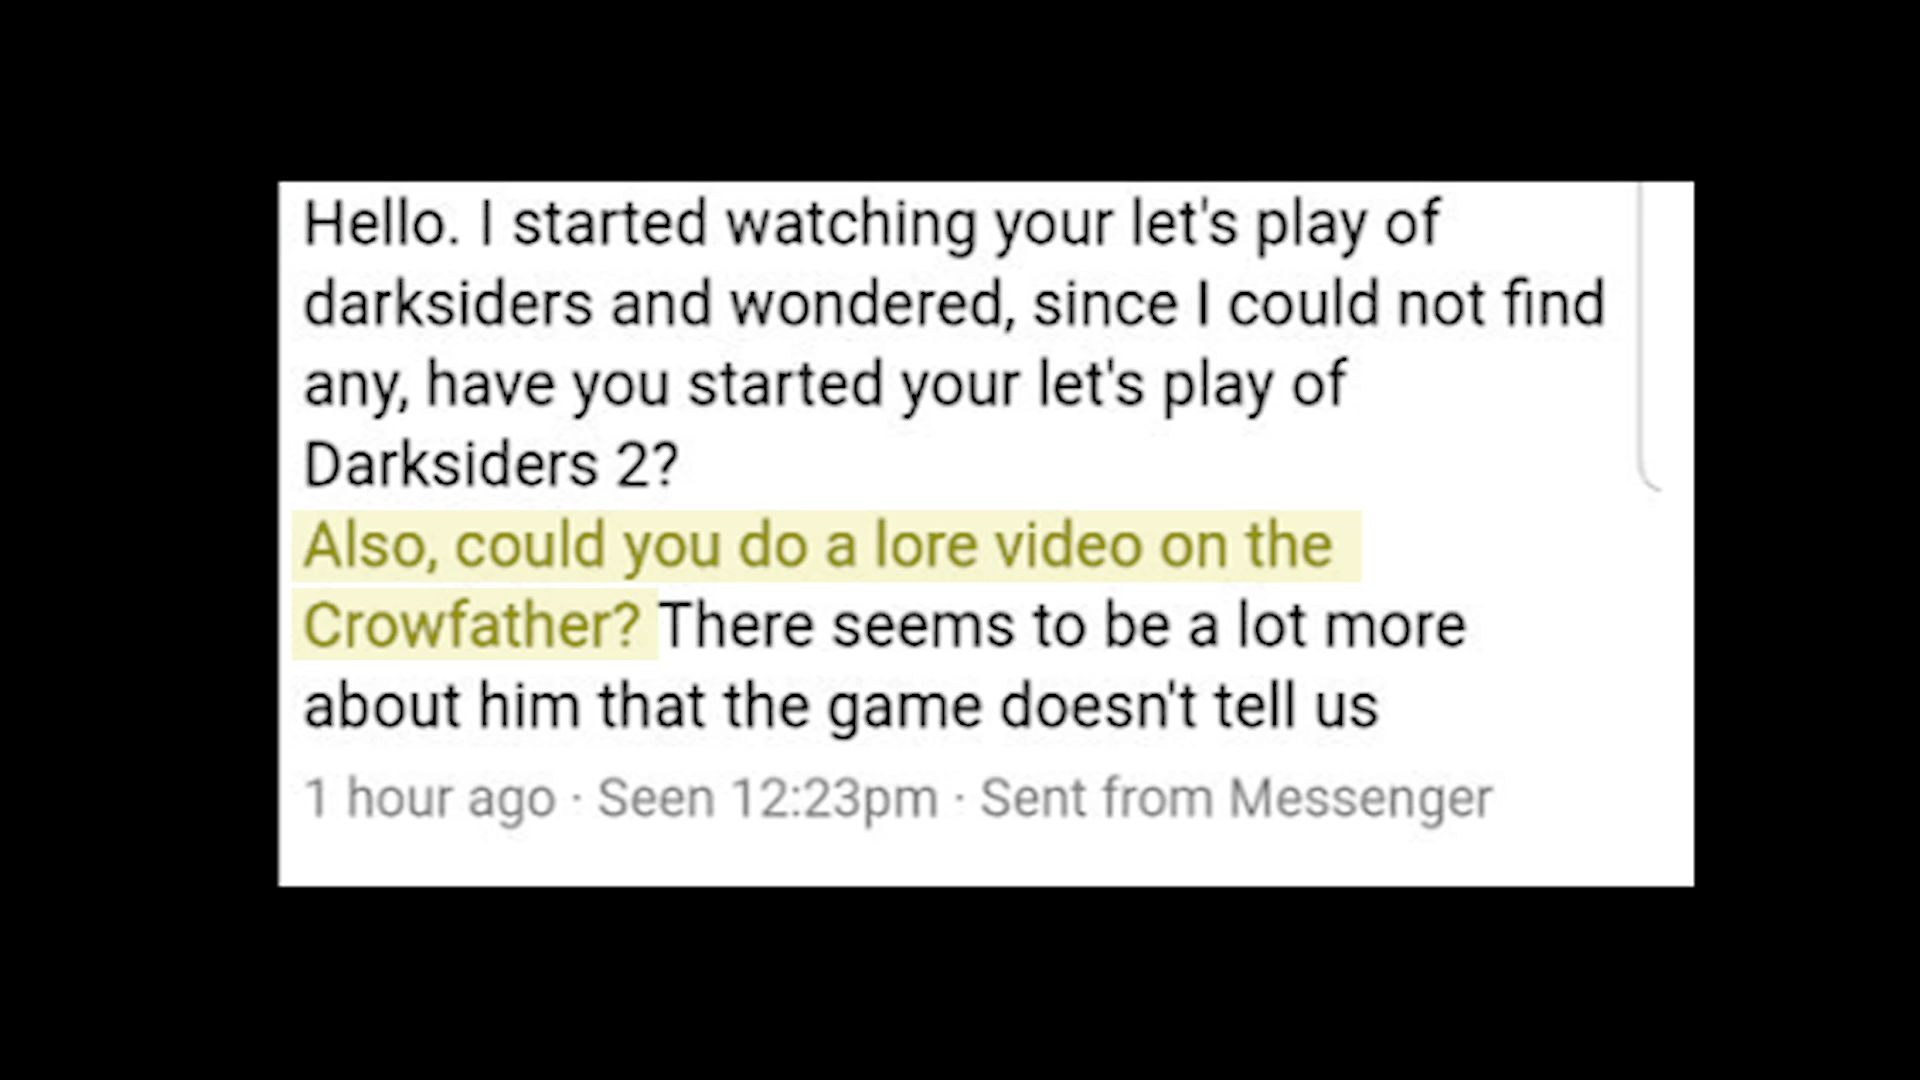 Hello. I started watching your let's play of
darksiders and wondered, since I could not find
any, have you started your let's play of
Darksiders 2?
Also, could you do a lore video on the
Crowfather? There seems to be a lot more
about him that the game doesn't tell us
1 hour ago · Seen 12:23pm · Sent from Messenger